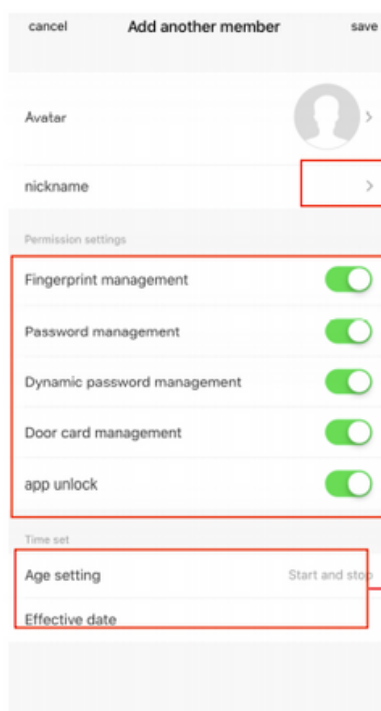 cancel Add another member save
Avatar
nickname
Permission settings
Fingerprint management
Password management
Dynamic password management
Door card management
app unlock
Time set
Age setting Start and stop
Effective date